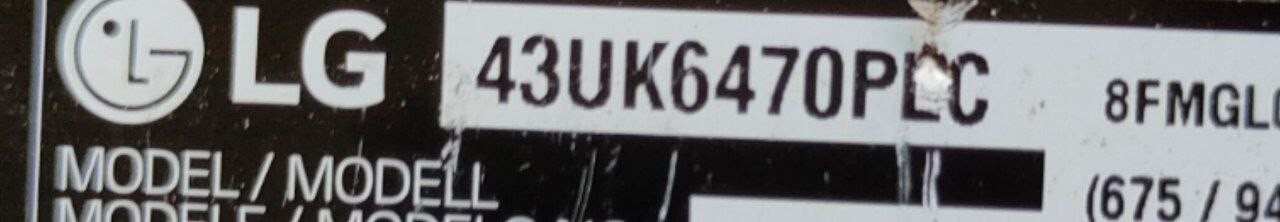 LG 43UK6470PLC 8FMGL
MODEL / MODELL (675 / 94